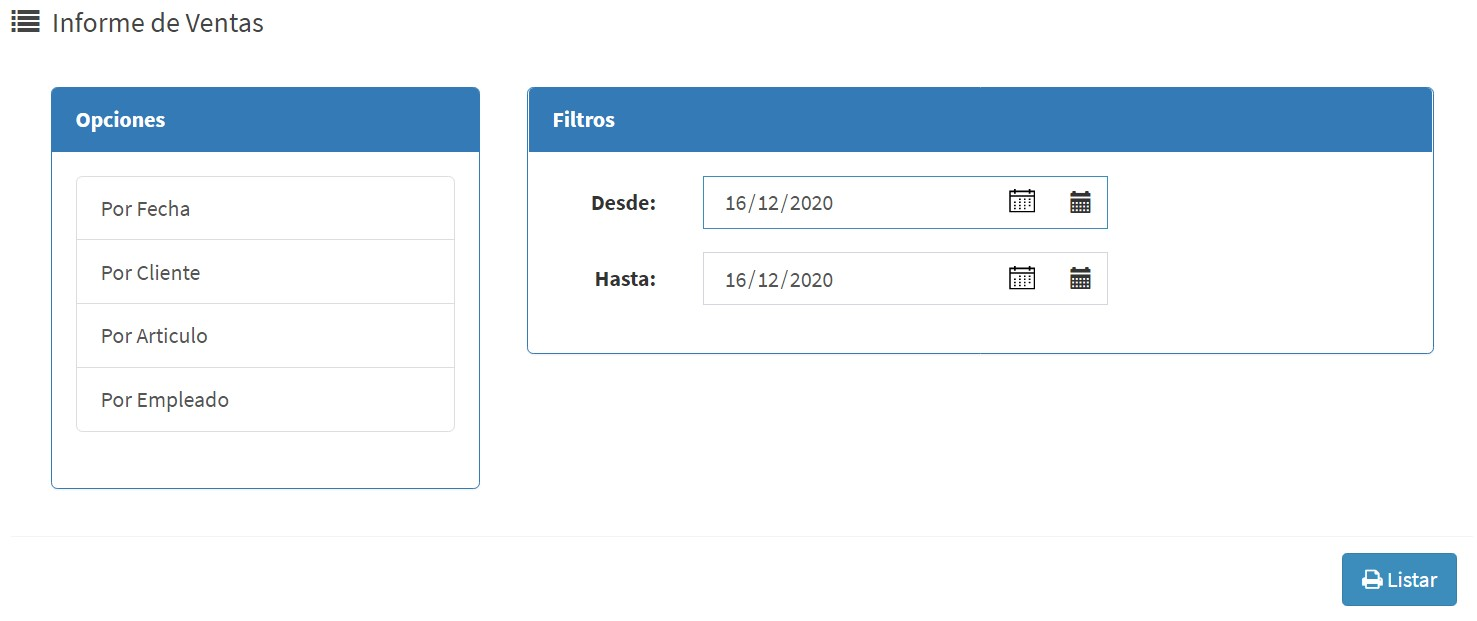 Informe de Ventas
Opciones
Por Fecha
Por Cliente
Por Articulo
Por Empleado
Filtros
Desde: 16/12/2020
Hasta: 16/12/2020
Listar